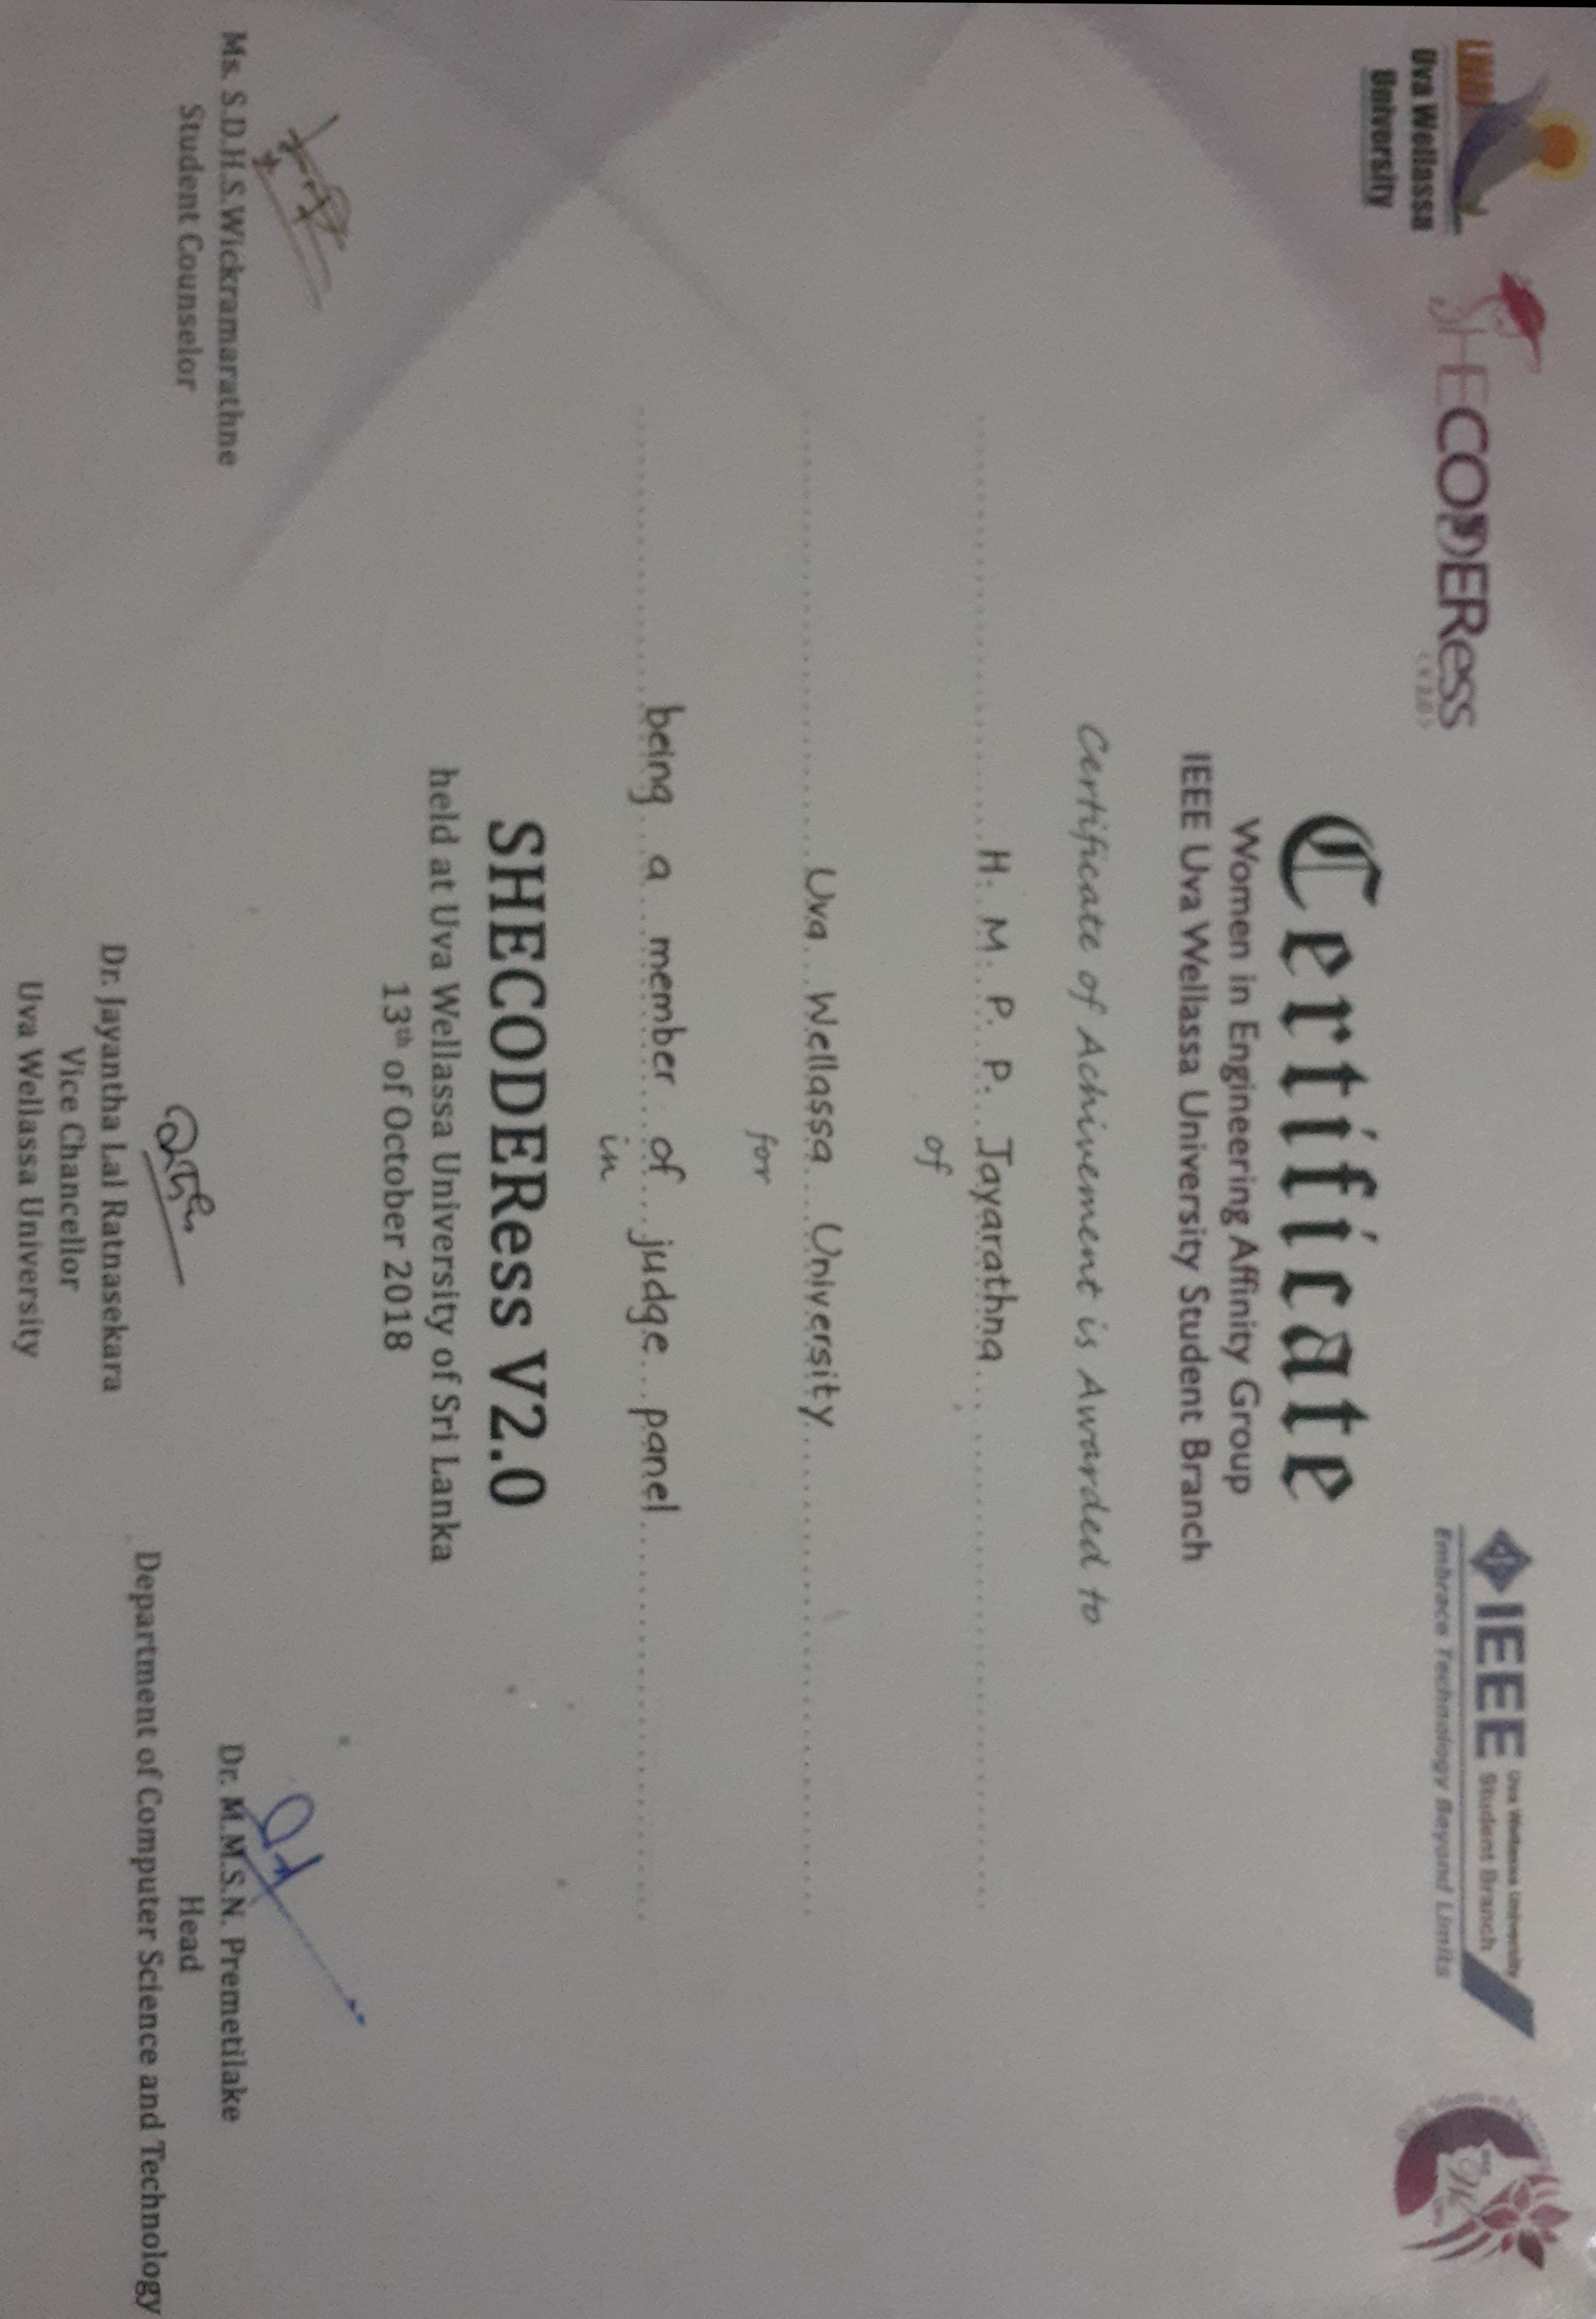 Uva Wellassa
University
SHECODERess
< V 2.0 >
IEEE Uva Wellassa University
Student Branch
Embrace Technology Beyond Limits
Certificate
Women in Engineering Affinity Group
IEEE Uva Wellassa University Student Branch
Certificate of Achivement is Awarded to
H. M. P. P. Jayarathna
of
Uva Wellassa University
for
being a member of judge panel
in
SHECODERess V2.0
held at Uva Wellassa University of Sri Lanka
13th of October 2018
Ms. S.D.H.S.Wickramarathne
Student Counselor
Dr. Jayantha Lal Ratnasekara
Vice Chancellor
Uva Wellassa University
Dr. M.M.S.N. Premetilake
Head
Department of Computer Science and Technology